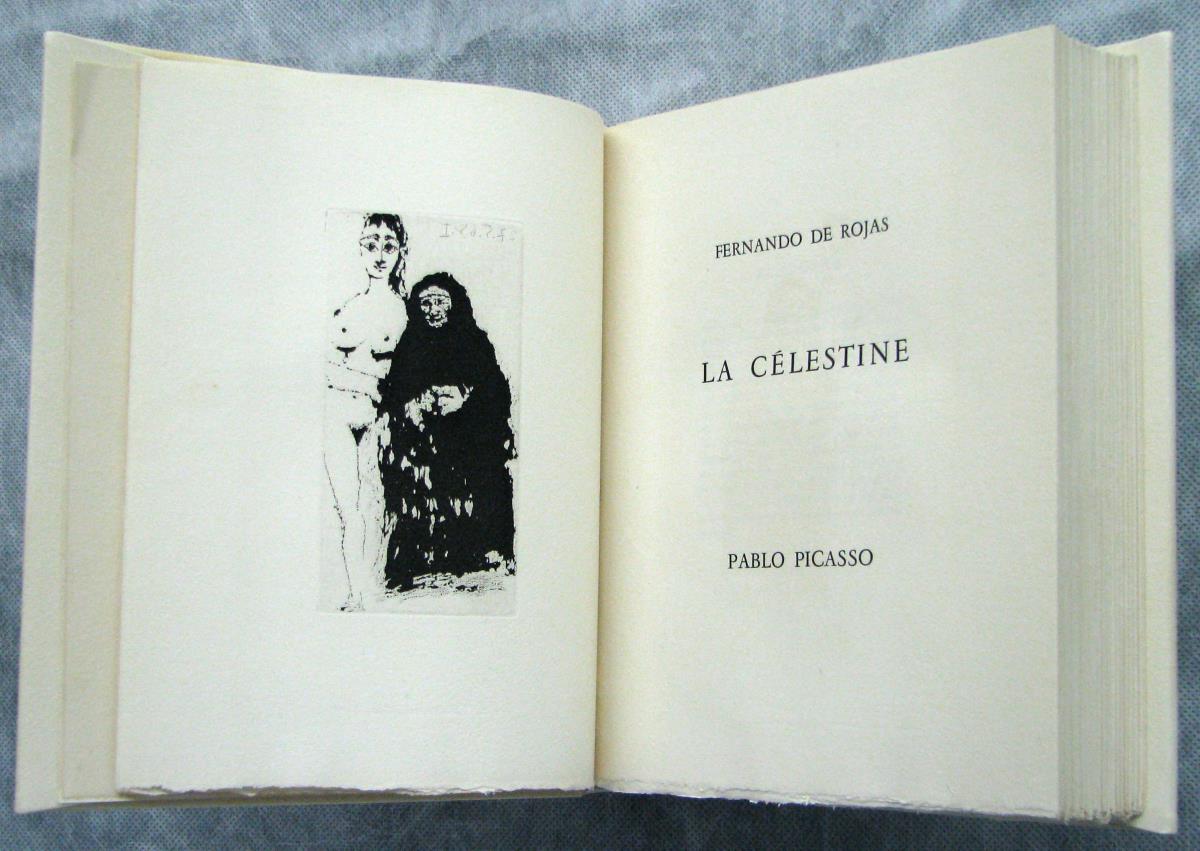 FERNANDO DE ROJAS
LA CÉLESTINE
PABLO PICASSO